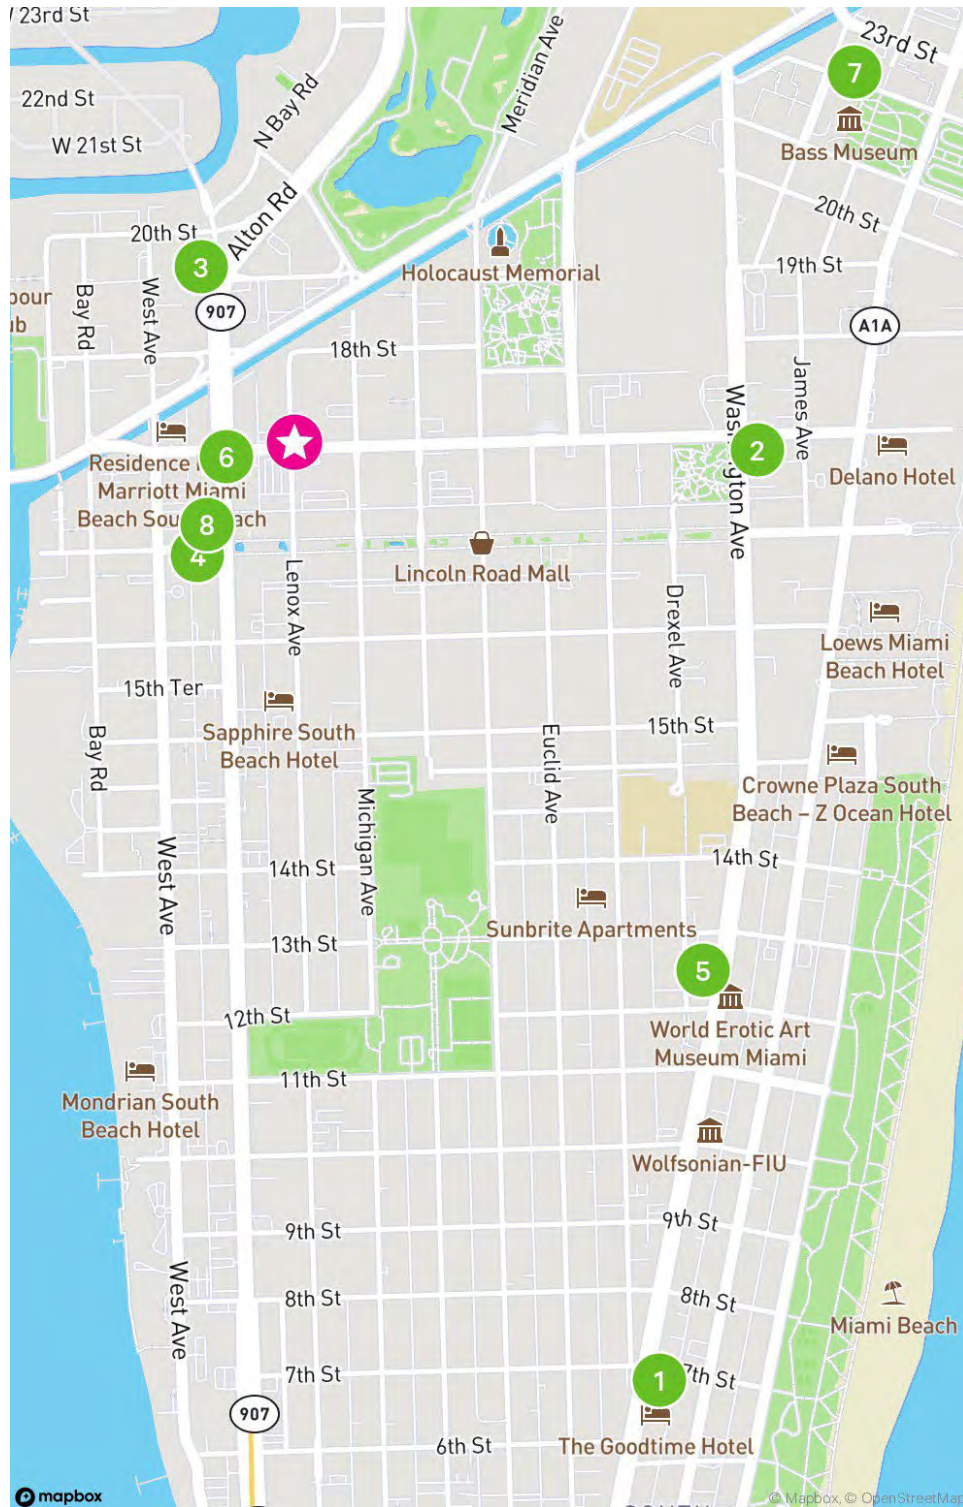 23rd St
22nd St
W 21st St
N Bay Rd
Meridian Ave
23rd St
7
Bass Museum
20th St
Alton Rd
20th St
3
Holocaust Memorial
19th St
907
A1A
Bay Rd
West Ave
18th St
James Ave
Washington Ave
6
2
Residence
Marriott Miami
Beach
Delano Hotel
8
4
Lincoln Road Mall
Lenox Ave
Drexel Ave
Loews Miami
Beach Hotel
15th Ter
Sapphire South
Beach Hotel
15th St
Bay Rd
Euclid Ave
Crowne Plaza South
Beach – Z Ocean Hotel
Michigan Ave
West Ave
14th St
14th St
Sunbrite Apartments
13th St
5
12th St
World Erotic Art
Museum Miami
11th St
Mondrian South
Beach Hotel
Wolfsonian-FIU
9th St
9th St
West Ave
8th St
8th St
Miami Beach
7th St
1
7th St
907
6th St
The Goodtime Hotel
mapbox
© Mapbox, © OpenStreetMap